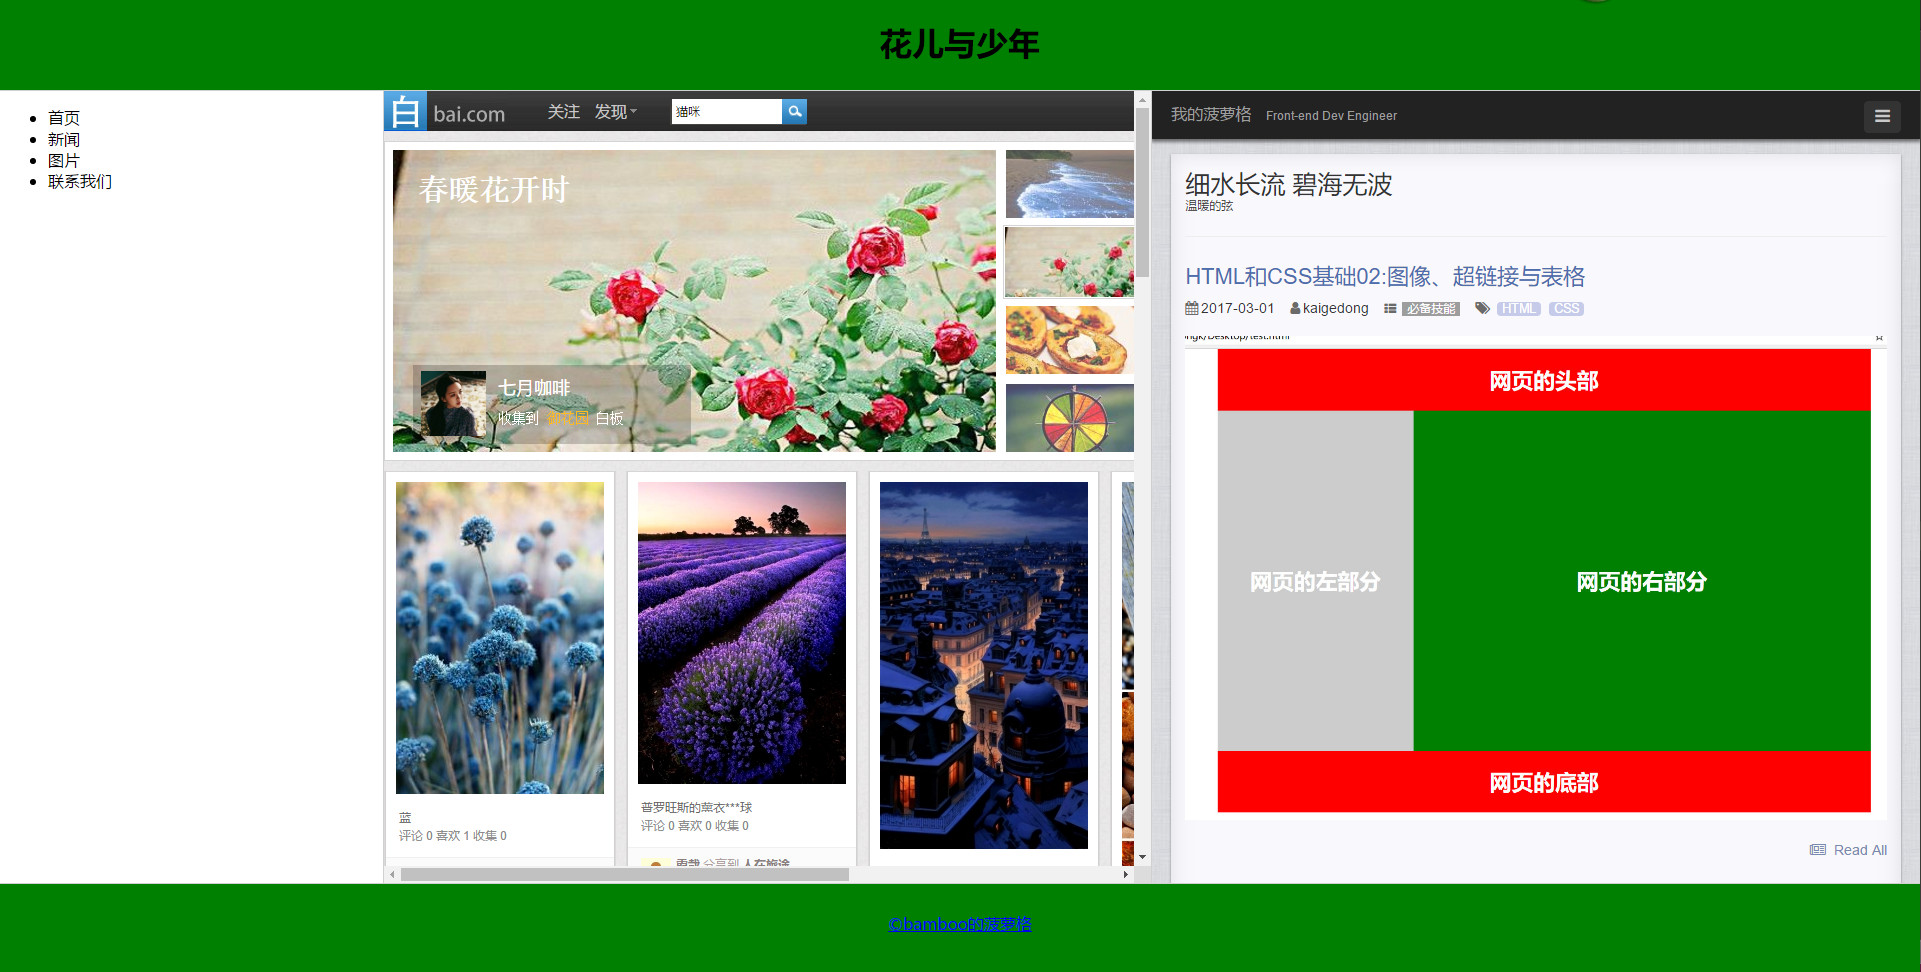 花儿与少年
首页
新闻
图片
联系我们
白 bai.com 关注 发现 猫咪
春暖花开时
七月咖啡
收集到 白板
蓝
评论 0 喜欢 1 收集 0
普罗旺斯的薰衣***球
评论 0 喜欢 0 收集 0
分享到 人在旅途
我的菠萝格 Front-end Dev Engineer
细水长流 碧海无波
温暖的弦
HTML和CSS基础02:图像、超链接与表格
2017-03-01 kaigedong 必备技能 HTML CSS
网页的头部
网页的左部分 网页的右部分
网页的底部
Read All
©bamboo的菠萝格